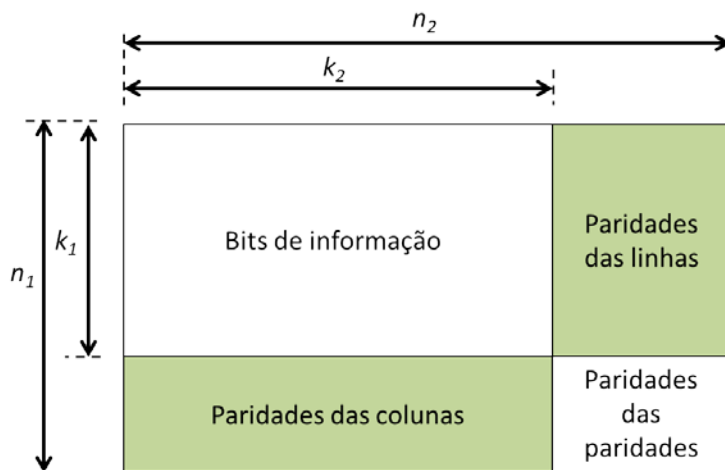 n₂
k₂
n₁
k₁
Bits de informação
Paridades
das linhas
Paridades das colunas
Paridades
das
paridades